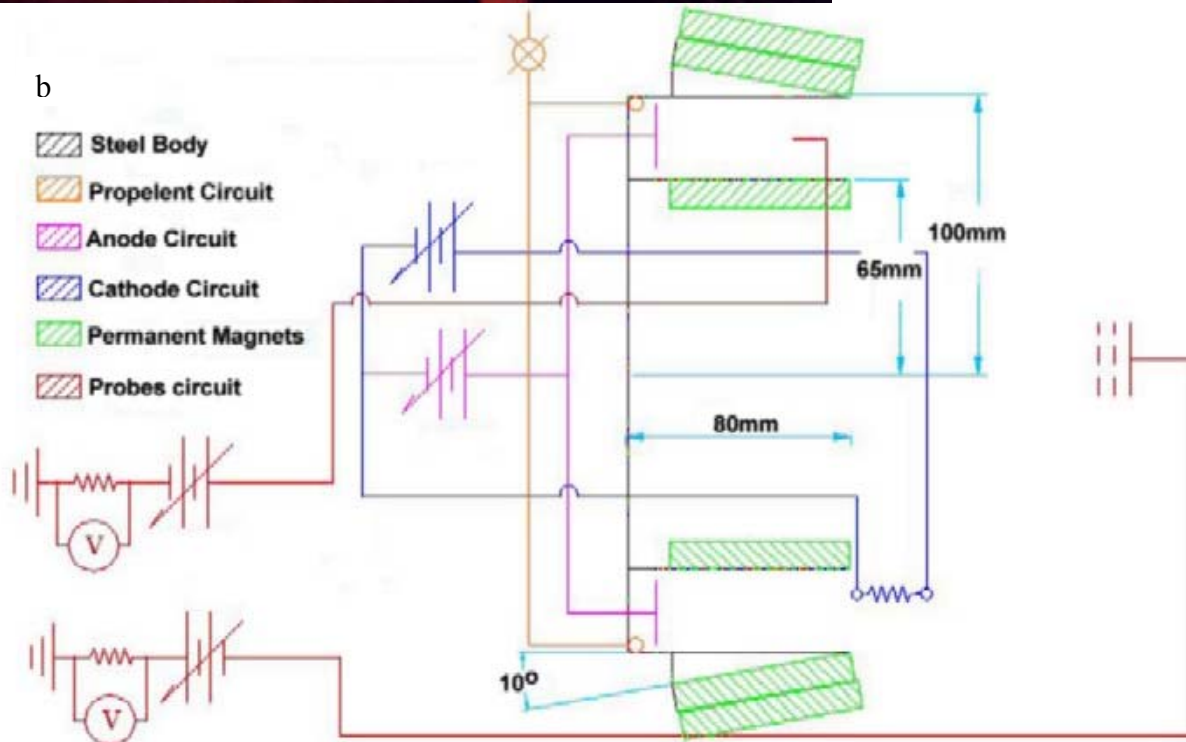 b
Steel Body
Propelent Circuit
Anode Circuit
Cathode Circuit
Permanent Magnets
Probes circuit
100mm
65mm
80mm
V
10º
V